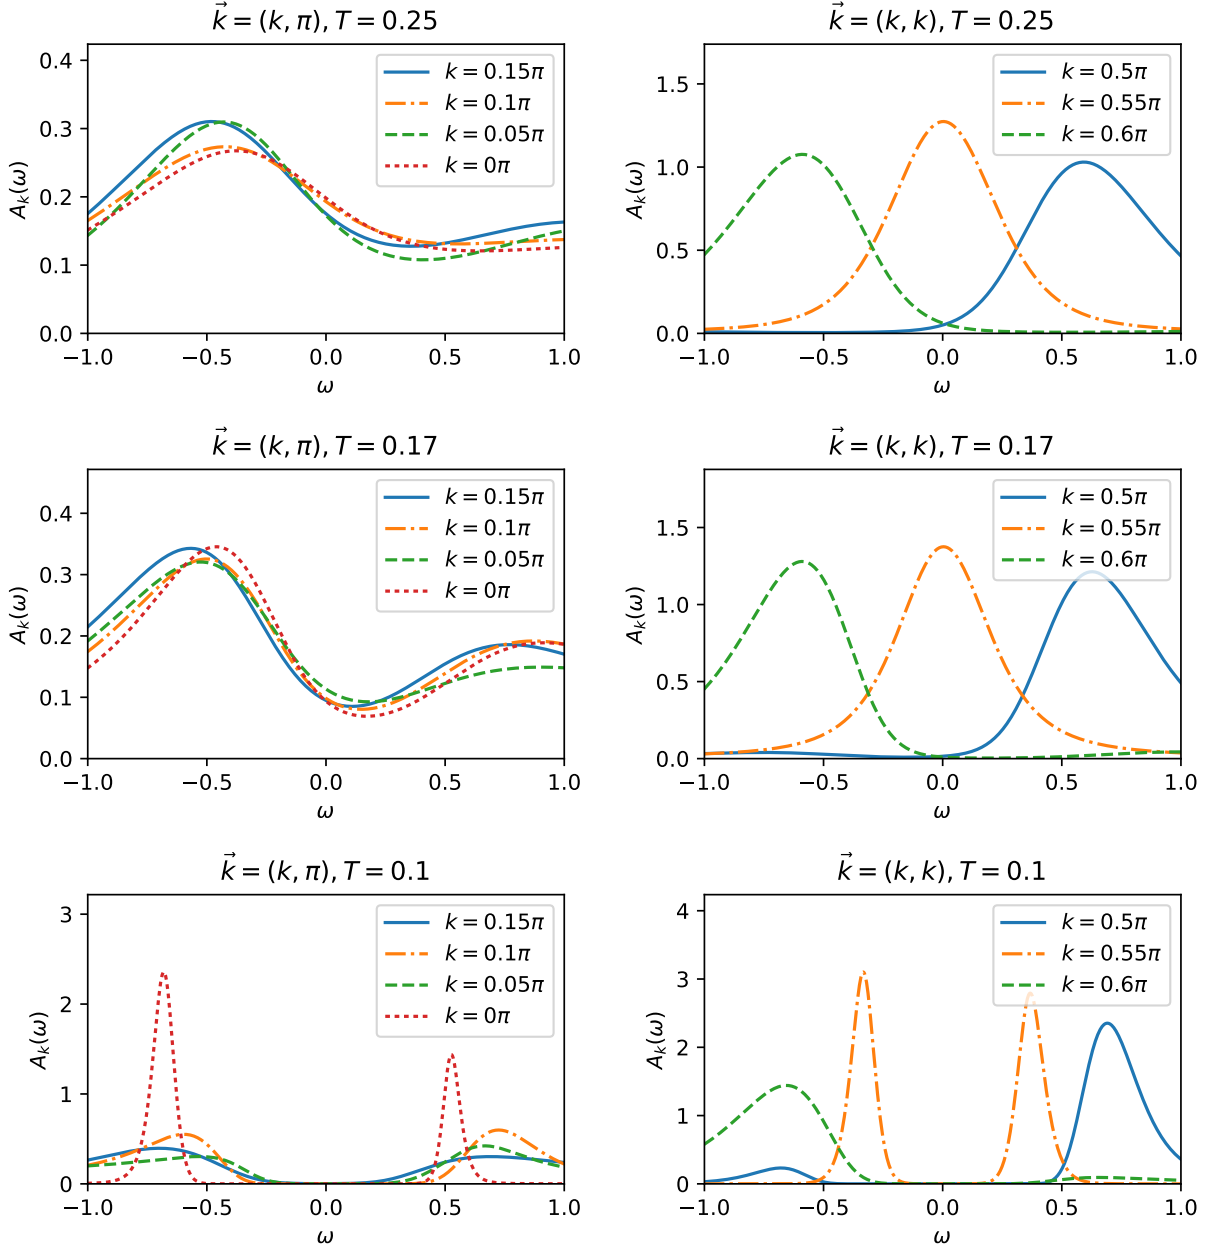 k⃗ = (k, π), T = 0.25
0.4
0.3
0.2
0.1
0.0
A_k(ω)
k = 0.15π
k = 0.1π
k = 0.05π
k = 0π
−1.0 −0.5 0.0 0.5 1.0
ω
k⃗ = (k, k), T = 0.25
1.5
1.0
0.5
0.0
A_k(ω)
k = 0.5π
k = 0.55π
k = 0.6π
−1.0 −0.5 0.0 0.5 1.0
ω
k⃗ = (k, π), T = 0.17
0.4
0.3
0.2
0.1
0.0
A_k(ω)
k = 0.15π
k = 0.1π
k = 0.05π
k = 0π
−1.0 −0.5 0.0 0.5 1.0
ω
k⃗ = (k, k), T = 0.17
1.5
1.0
0.5
0.0
A_k(ω)
k = 0.5π
k = 0.55π
k = 0.6π
−1.0 −0.5 0.0 0.5 1.0
ω
k⃗ = (k, π), T = 0.1
3
2
1
0
A_k(ω)
k = 0.15π
k = 0.1π
k = 0.05π
k = 0π
−1.0 −0.5 0.0 0.5 1.0
ω
k⃗ = (k, k), T = 0.1
4
3
2
1
0
A_k(ω)
k = 0.5π
k = 0.55π
k = 0.6π
−1.0 −0.5 0.0 0.5 1.0
ω